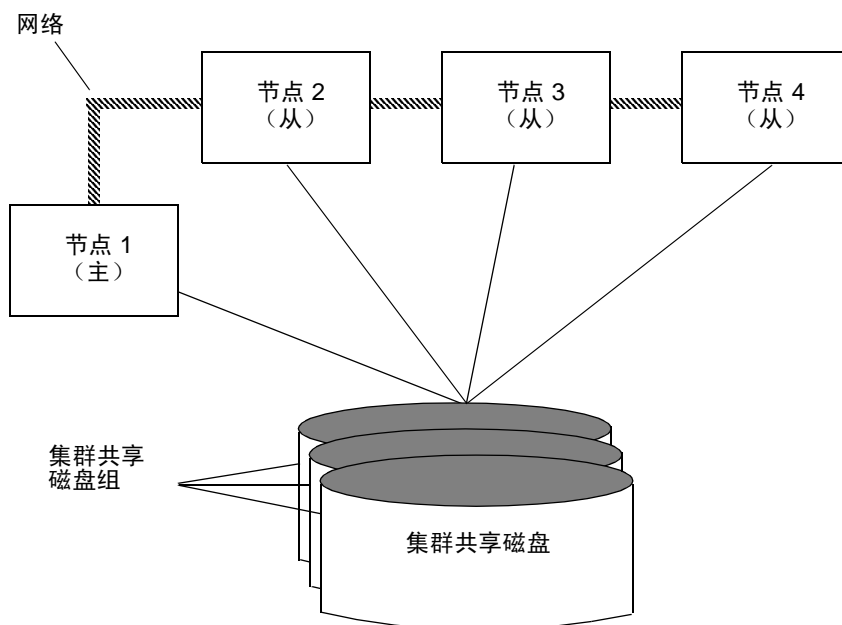 网络
节点 2
（从）
节点 3
（从）
节点 4
（从）
节点 1
（主）
集群共享
磁盘组
集群共享磁盘